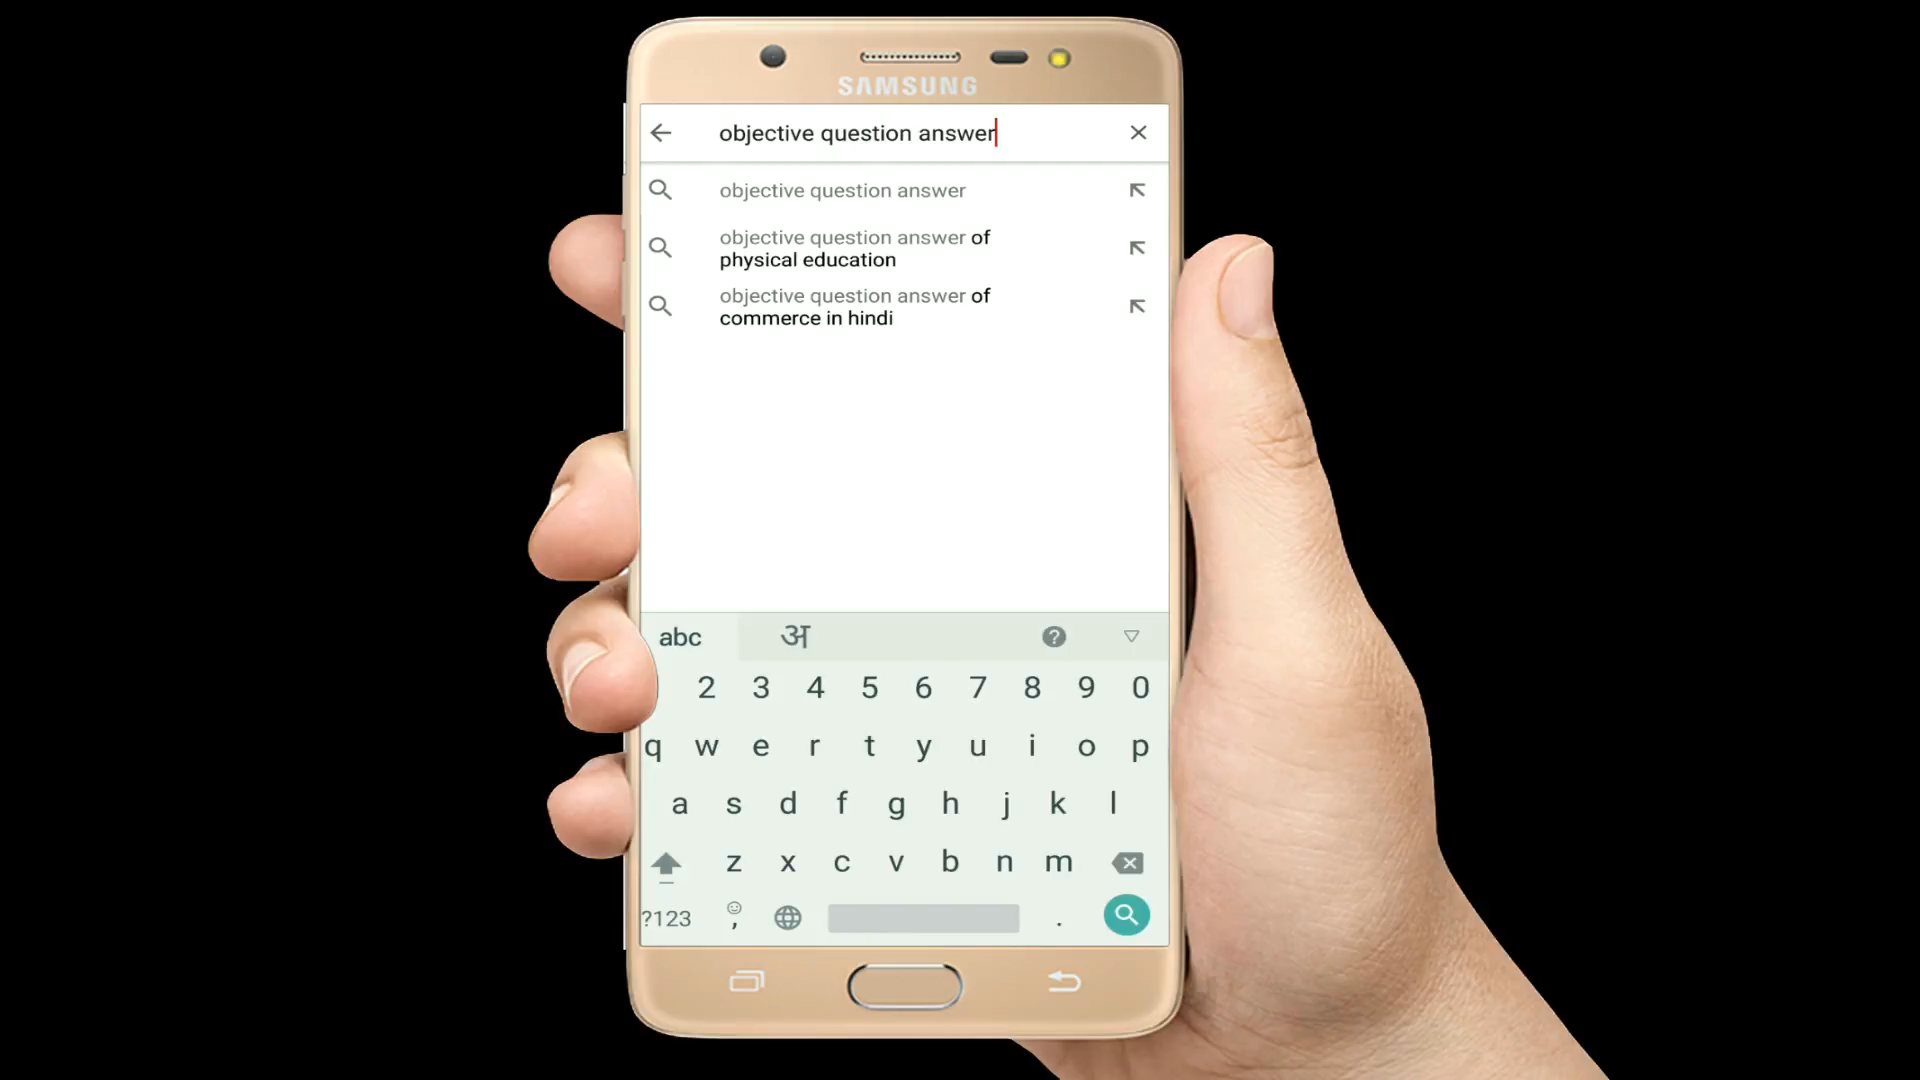 SAMSUNG
objective question answer
objective question answer
objective question answer of
physical education
objective question answer of
commerce in hindi
abc अ ?
2 3 4 5 6 7 8 9 0
q w e r t y u i o p
a s d f g h j k l
z x c v b n m
?123 , .